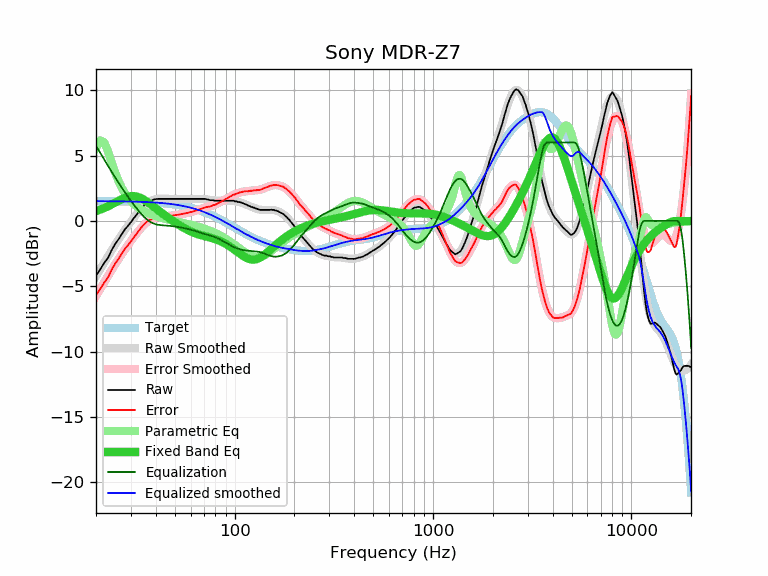 Sony MDR-Z7
Amplitude (dBr)
10
5
0
−5
−10
−15
−20
Target
Raw Smoothed
Error Smoothed
Raw
Error
Parametric Eq
Fixed Band Eq
Equalization
Equalized smoothed
100
1000
10000
Frequency (Hz)